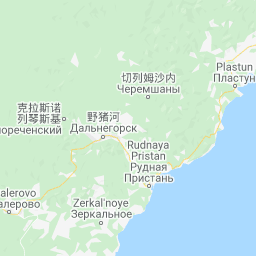 Plastun
Пластун
切列姆沙内
Черемшаны
克拉斯诺
列琴斯基
нореченский
野猪河
Дальнегорск
Rudnaya
Pristan
Рудная
Пристань
alerovo
алерово
Zerkal'noye
Зеркальное